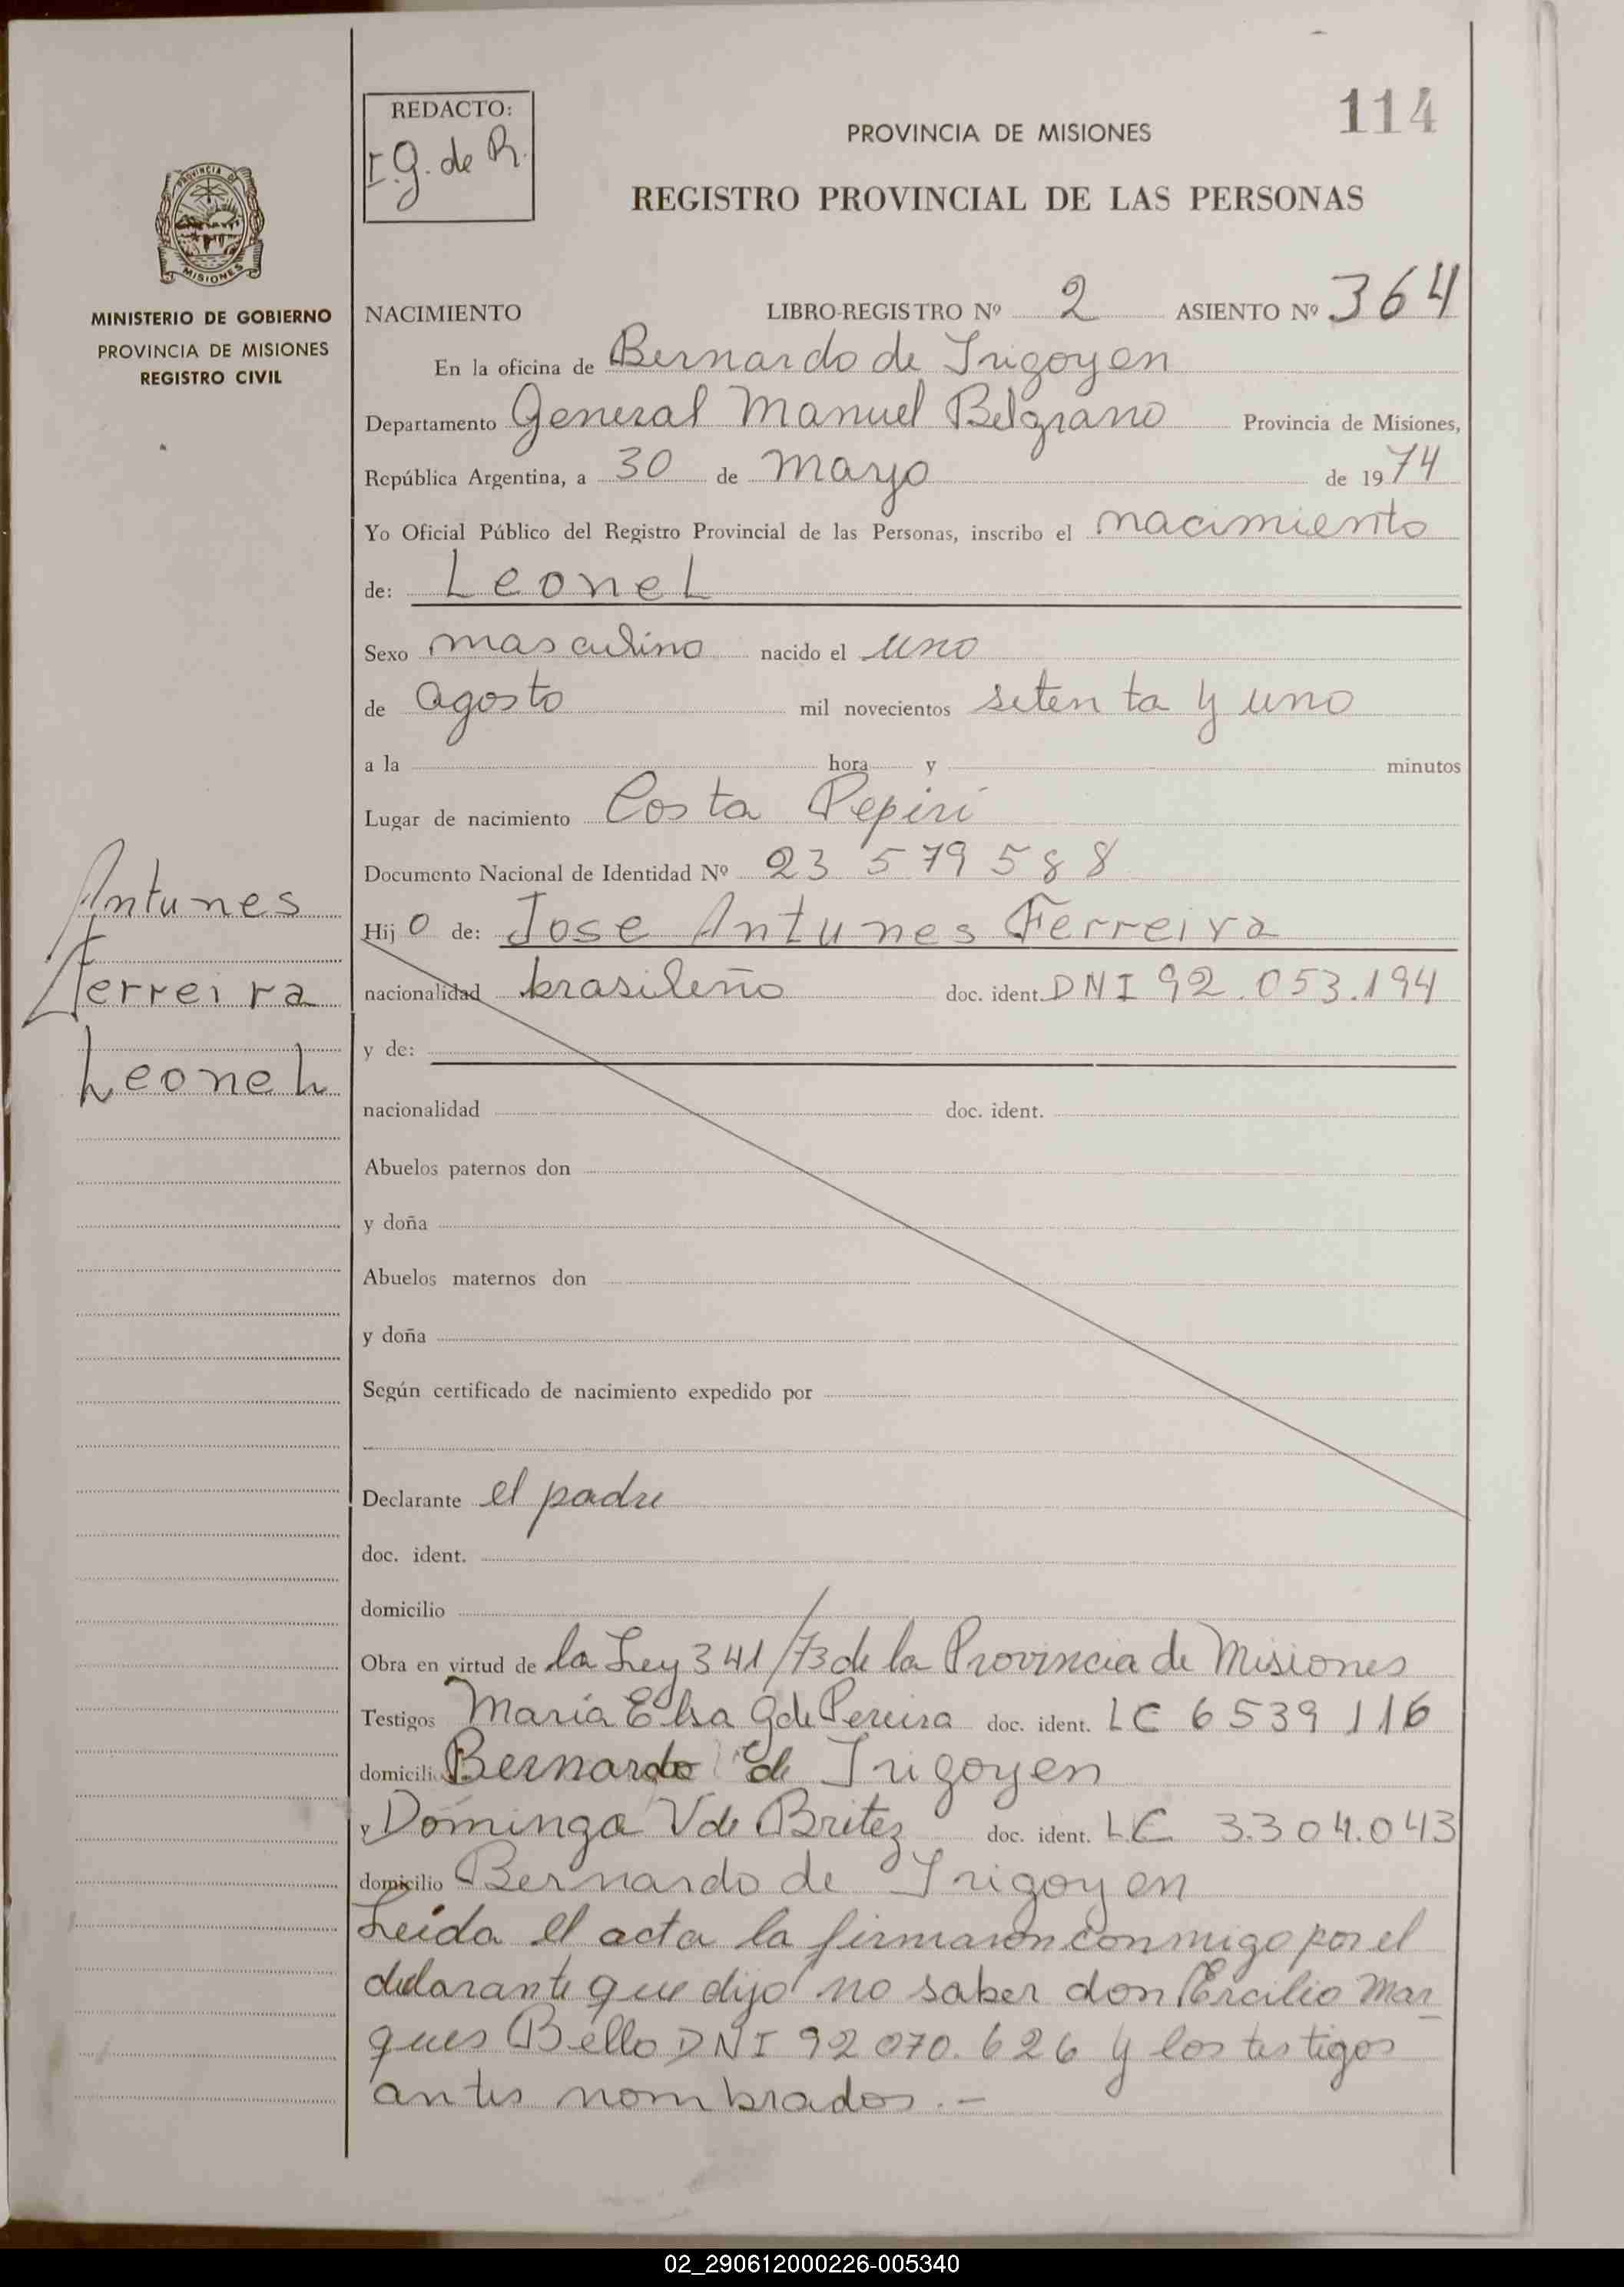 114
REDACTO:
I.g. de R.
PROVINCIA DE MISIONES
REGISTRO PROVINCIAL DE LAS PERSONAS
PROVINCIA DE
MISIONES
MINISTERIO DE GOBIERNO
PROVINCIA DE MISIONES
REGISTRO CIVIL
NACIMIENTO LIBRO-REGISTRO Nº 2 ASIENTO Nº 364
En la oficina de Bernardo de Irigoyen
Departamento General Manuel Belgrano Provincia de Misiones,
República Argentina, a 30 de Mayo de 1974
Yo Oficial Público del Registro Provincial de las Personas, inscribo el nacimiento
de: Leonel
Sexo masculino nacido el uno
de agosto mil novecientos setenta y uno
a la hora y minutos
Lugar de nacimiento Costa Pepirí
Documento Nacional de Identidad Nº 23 579 588
Antunes
Ferreira
Leonel
Hijo de: Jose Antunes Ferreira
nacionalidad brasileño doc. ident. DNI 92.053.194
y de:
nacionalidad doc. ident.
Abuelos paternos don
y doña
Abuelos maternos don
y doña
Según certificado de nacimiento expedido por
Declarante el padre
doc. ident.
domicilio
Obra en virtud de la Ley 341/73 de la Provincia de Misiones
Testigos María Elsa G de Pereira doc. ident. LC 6539116
domicilio Bernardo de Irigoyen
y Dominga V de Britez doc. ident. LC 3.304.043
domicilio Bernardo de Irigoyen
Leída el acta la firmaron conmigo por el
declarante que dijo no saber don Ercilio Mar
ques Bello DNI 92 070.626 y los testigos
antes nombrados.-
02_290612000226-005340